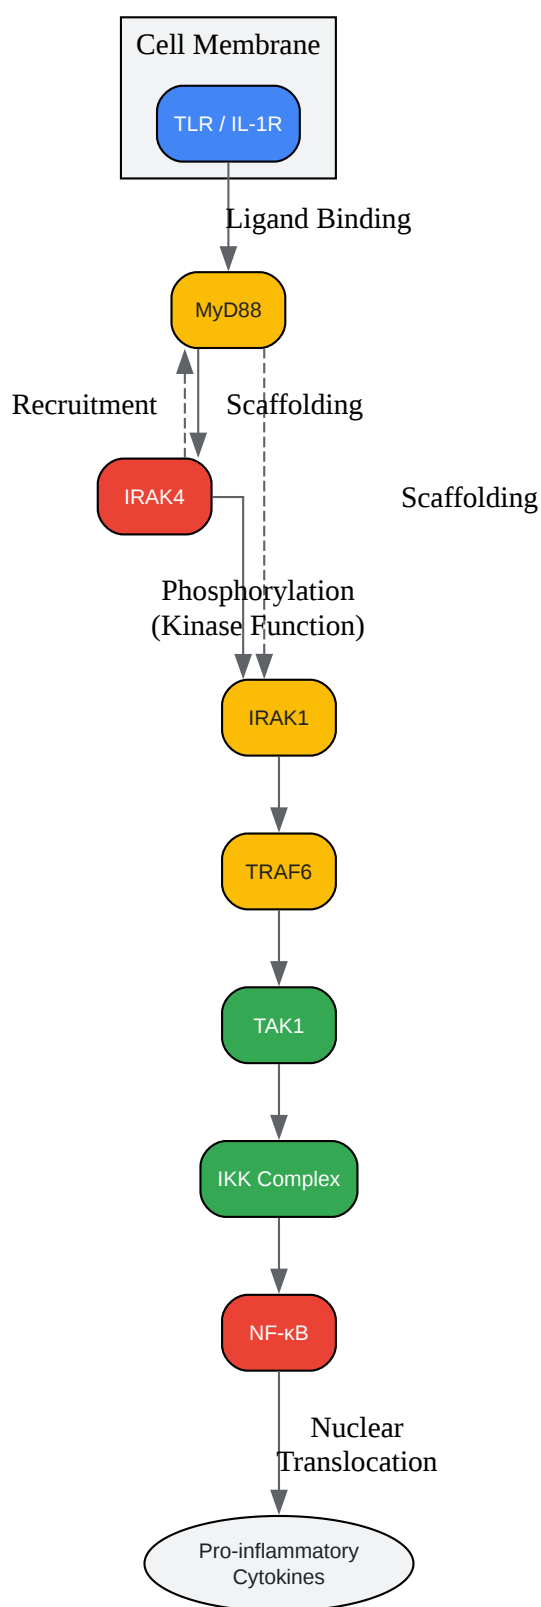 Cell Membrane
TLR / IL-1R
Ligand Binding
MyD88
Recruitment
Scaffolding
IRAK4
Scaffolding
Phosphorylation
(Kinase Function)
IRAK1
TRAF6
TAK1
IKK Complex
NF-κB
Nuclear
Translocation
Pro-inflammatory
Cytokines